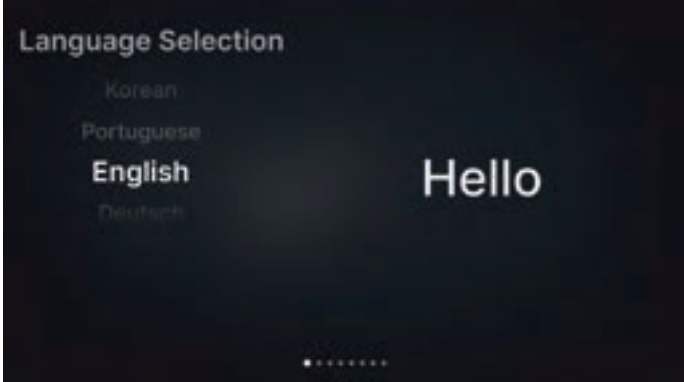 Language Selection
Korean
Portuguese
English
Deutsch
Hello